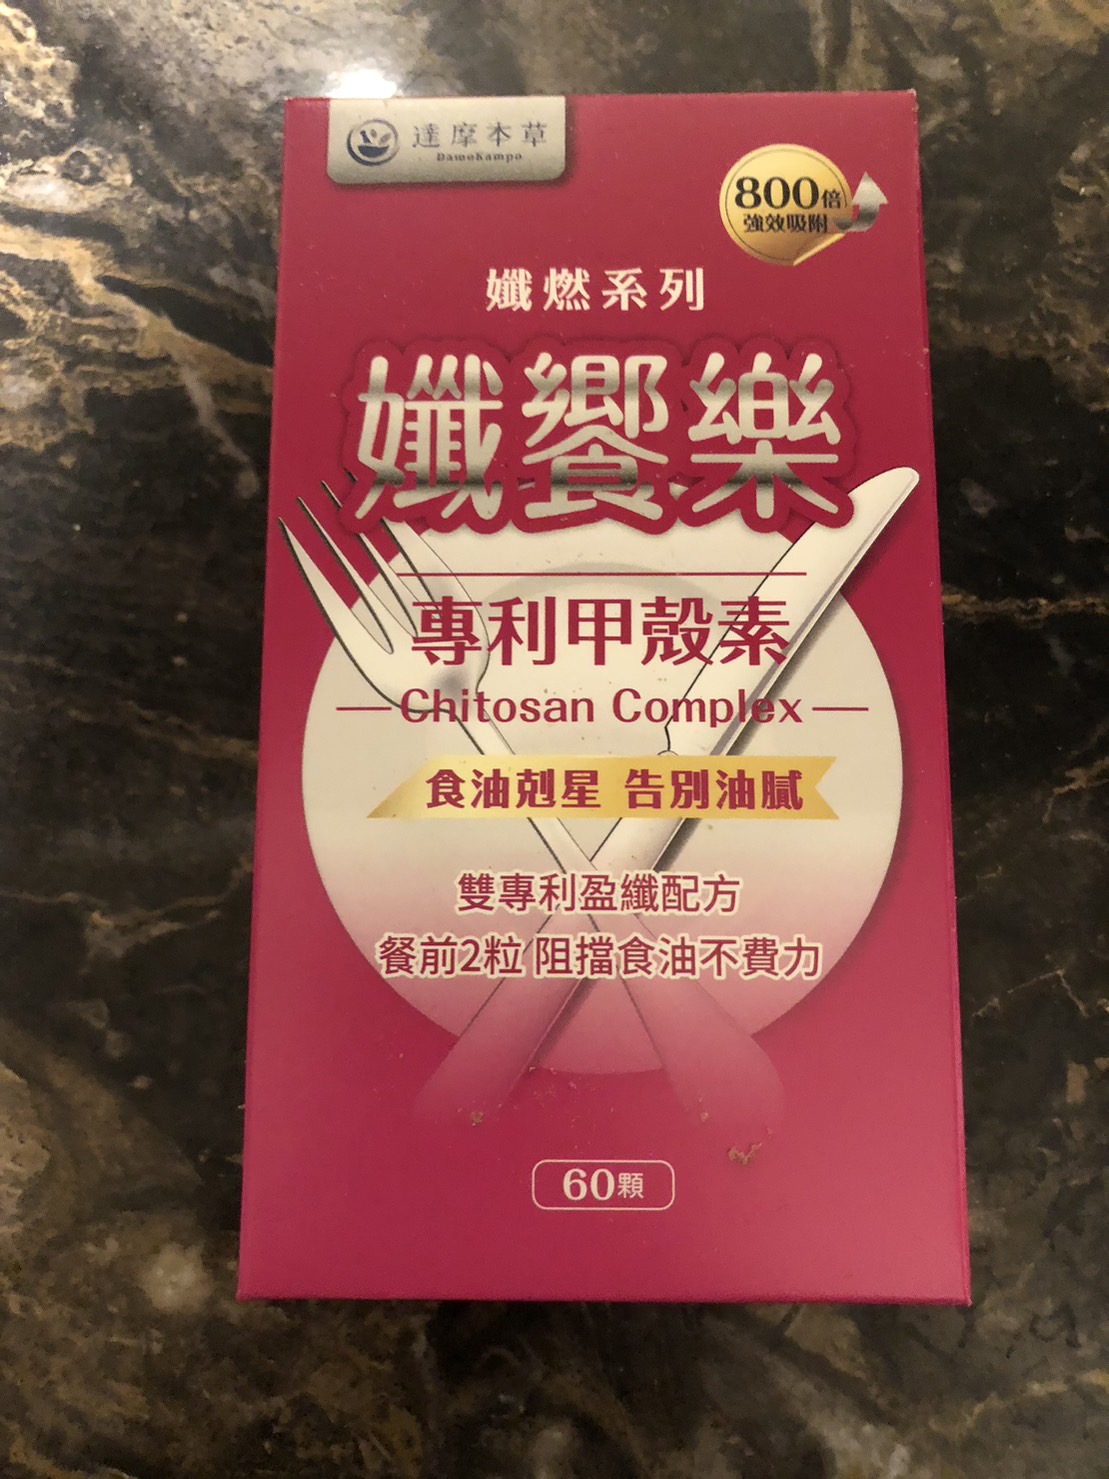 達摩本草
DamoKampo
800倍
強效吸附
孅燃系列
孅饗樂
專利甲殼素
Chitosan Complex
食油剋星 告別油膩
雙專利盈纖配方
餐前2粒 阻擋食油不費力
60顆